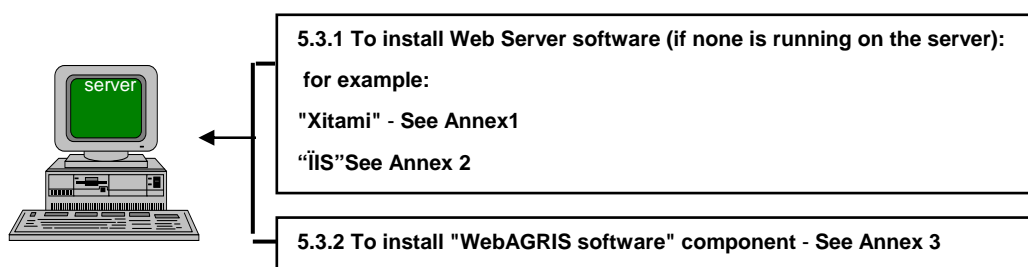 server
5.3.1 To install Web Server software (if none is running on the server):
for example:
"Xitami" - See Annex1
“ÏIS”See Annex 2
5.3.2 To install "WebAGRIS software" component - See Annex 3